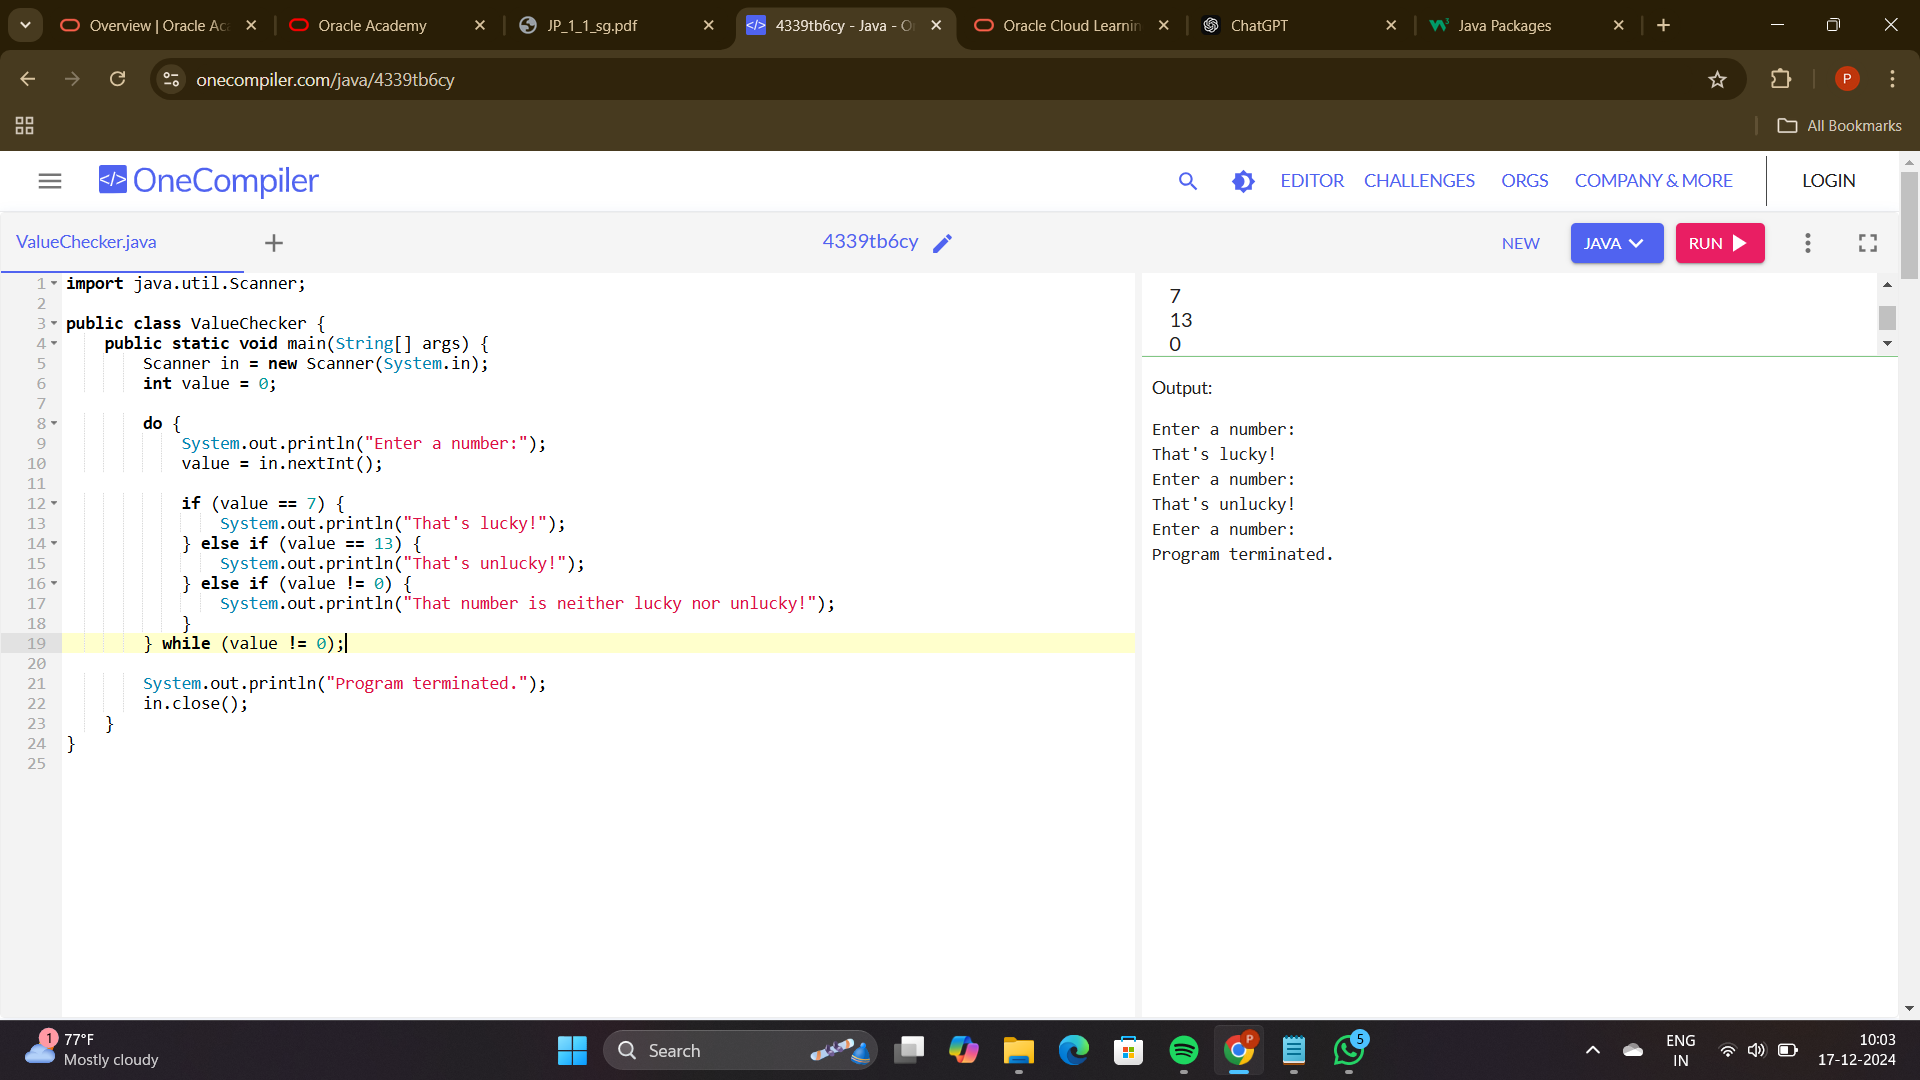 Overview | Oracle Ac
Oracle Academy
JP_1_1_sg.pdf
4339tb6cy - Java - O
Oracle Cloud Learnin
ChatGPT
Java Packages
onecompiler.com/java/4339tb6cy
P
All Bookmarks
</> OneCompiler
EDITOR
CHALLENGES
ORGS
COMPANY & MORE
LOGIN
ValueChecker.java
4339tb6cy
NEW
JAVA
RUN
1 import java.util.Scanner;
2
3 public class ValueChecker {
4     public static void main(String[] args) {
5         Scanner in = new Scanner(System.in);
6         int value = 0;
7
8         do {
9             System.out.println("Enter a number:");
10             value = in.nextInt();
11
12             if (value == 7) {
13                 System.out.println("That's lucky!");
14             } else if (value == 13) {
15                 System.out.println("That's unlucky!");
16             } else if (value != 0) {
17                 System.out.println("That number is neither lucky nor unlucky!");
18             }
19         } while (value != 0);
20
21         System.out.println("Program terminated.");
22         in.close();
23     }
24 }
25
7
13
0
Output:
Enter a number:
That's lucky!
Enter a number:
That's unlucky!
Enter a number:
Program terminated.
1
77°F
Mostly cloudy
Search
P
5
ENG
IN
10:03
17-12-2024